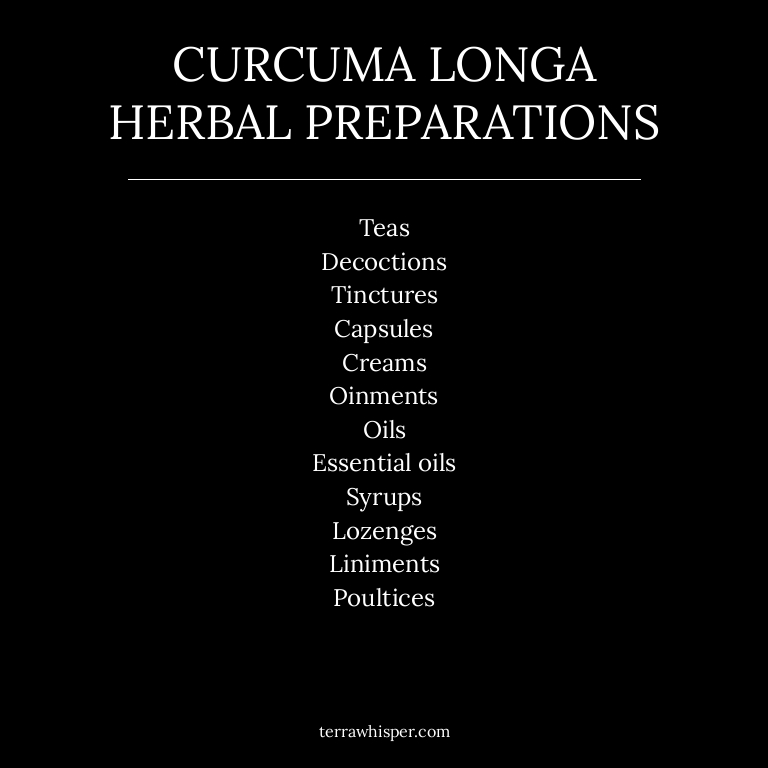 CURCUMA LONGA
HERBAL PREPARATIONS
Teas
Decoctions
Tinctures
Capsules
Creams
Oinments
Oils
Essential oils
Syrups
Lozenges
Liniments
Poultices
terrawhisper.com